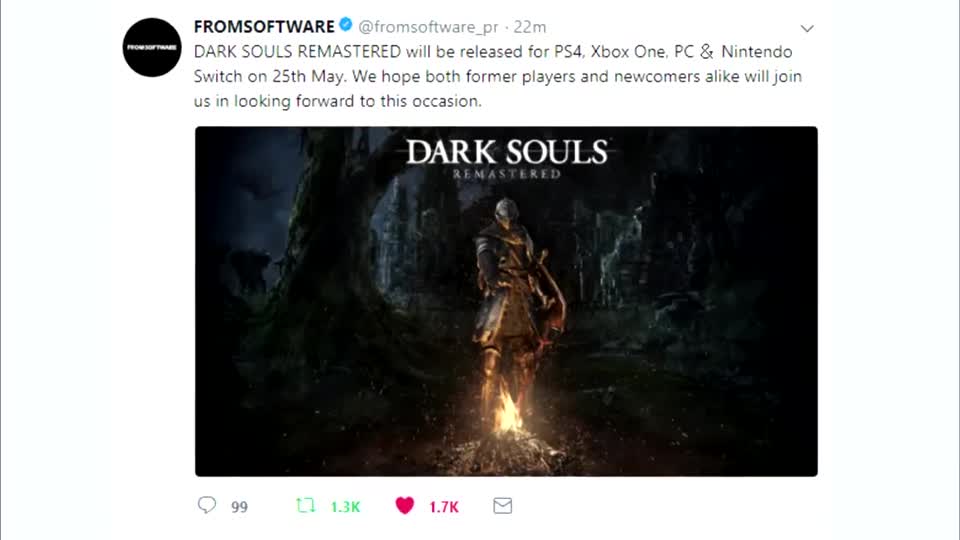 FROMSOFTWARE
FROMSOFTWARE @fromsoftware_pr · 22m
DARK SOULS REMASTERED will be released for PS4, Xbox One, PC & Nintendo
Switch on 25th May. We hope both former players and newcomers alike will join
us in looking forward to this occasion.
DARK SOULS
REMASTERED
99 1.3K 1.7K